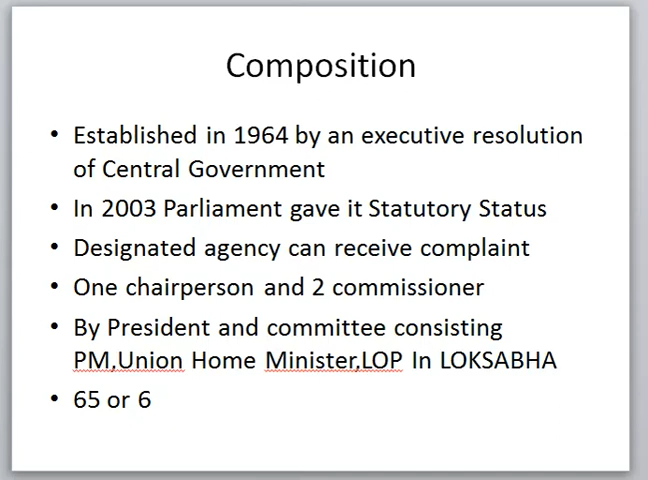 Composition
• Established in 1964 by an executive resolution
of Central Government
• In 2003 Parliament gave it Statutory Status
• Designated agency can receive complaint
• One chairperson and 2 commissioner
• By President and committee consisting
PM,Union Home Minister,LOP In LOKSABHA
• 65 or 6